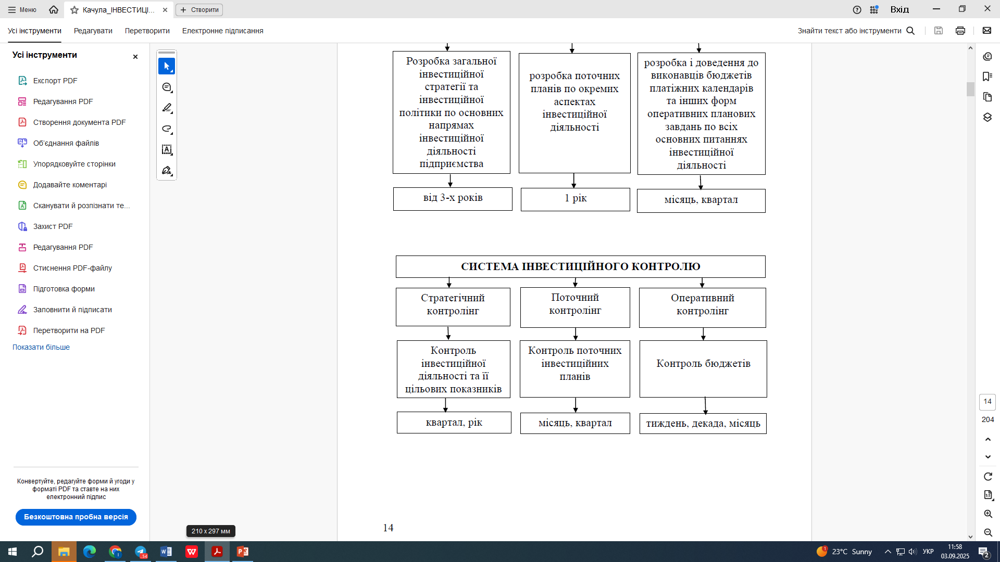 Меню
Качула_ІНВЕСТИЦІ...
Створити
Вхід
Усі інструменти
Редагувати
Перетворити
Електронне підписання
Знайти текст або інструменти
Усі інструменти
Експорт PDF
Редагування PDF
Створення документа PDF
Об'єднання файлів
Упорядковуйте сторінки
Додавайте коментарі
Сканувати й розпізнати те...
Захист PDF
Редагування PDF
Стиснення PDF-файлу
Підготовка форми
Заповнити й підписати
Перетворити на PDF
Показати більше
Конвертуйте, редагуйте форми й угоди у
форматі PDF та ставте на них
електронний підпис
Безкоштовна пробна версія
Розробка загальної
інвестиційної
стратегії та
інвестиційної
політики по основних
напрямах
інвестиційної
діяльності
підприємства
розробка поточних
планів по окремих
аспектах
інвестиційної
діяльності
розробка і доведення до
виконавців бюджетів
платіжних календарів
та інших форм
оперативних планових
завдань по всіх
основних питаннях
інвестиційної
діяльності
від 3-х років
1 рік
місяць, квартал
СИСТЕМА ІНВЕСТИЦІЙНОГО КОНТРОЛЮ
Стратегічний
контролінг
Поточний
контролінг
Оперативний
контролінг
Контроль
інвестиційної
діяльності та її
цільових показників
Контроль поточних
інвестиційних
планів
Контроль бюджетів
квартал, рік
місяць, квартал
тиждень, декада, місяць
14
210 x 297 мм
14
204
1:1
..54
1
23°C Sunny
УКР
11:58
03.09.2025
2